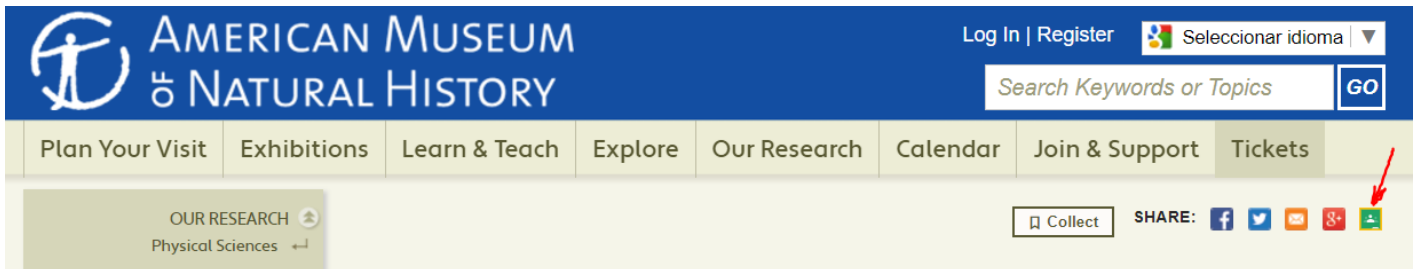 AMERICAN MUSEUM
OF NATURAL HISTORY
Log In | Register
Seleccionar idioma ▼
Search Keywords or Topics
GO
Plan Your Visit
Exhibitions
Learn & Teach
Explore
Our Research
Calendar
Join & Support
Tickets
OUR RESEARCH
Physical Sciences
Collect
SHARE: